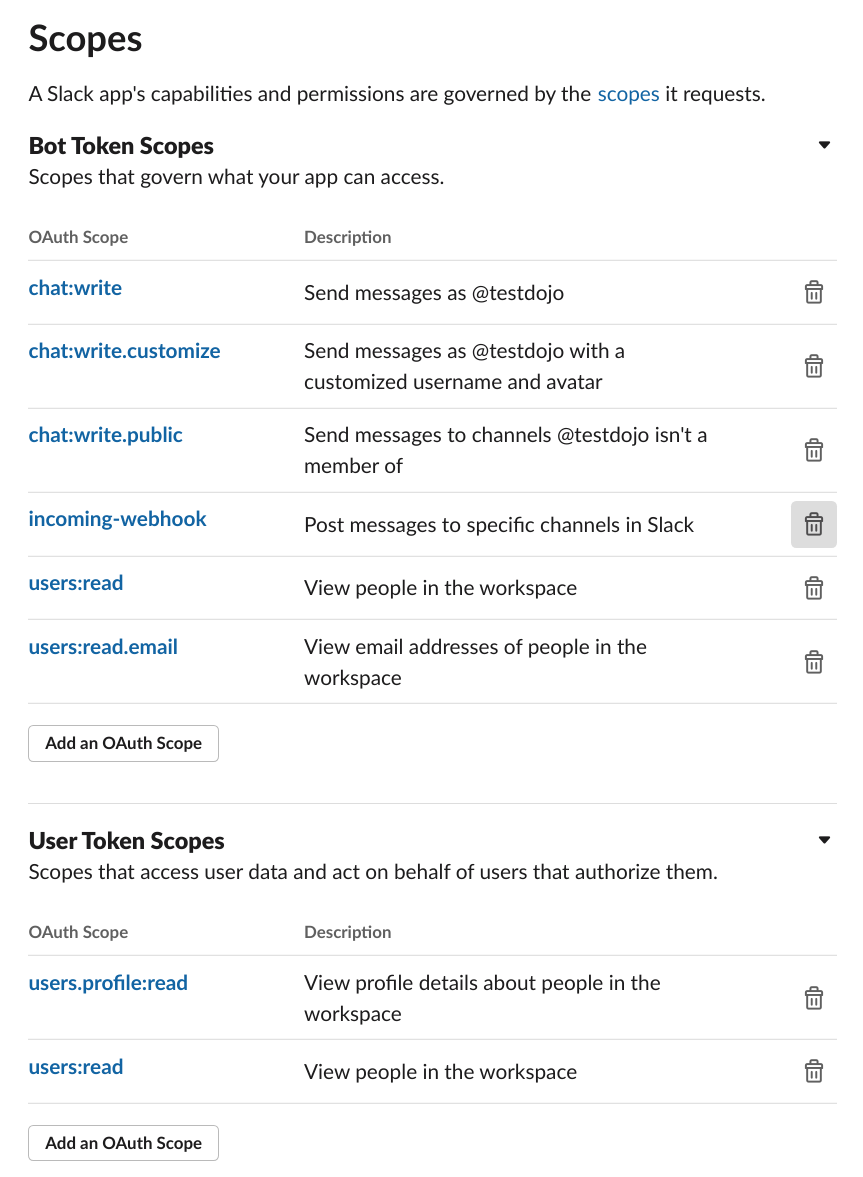 Scopes
A Slack app's capabilities and permissions are governed by the scopes it requests.
Bot Token Scopes
Scopes that govern what your app can access.
OAuth Scope Description
chat:write Send messages as @testdojo
chat:write.customize Send messages as @testdojo with a
customized username and avatar
chat:write.public Send messages to channels @testdojo isn't a
member of
incoming-webhook Post messages to specific channels in Slack
users:read View people in the workspace
users:read.email View email addresses of people in the
workspace
Add an OAuth Scope
User Token Scopes
Scopes that access user data and act on behalf of users that authorize them.
OAuth Scope Description
users.profile:read View profile details about people in the
workspace
users:read View people in the workspace
Add an OAuth Scope